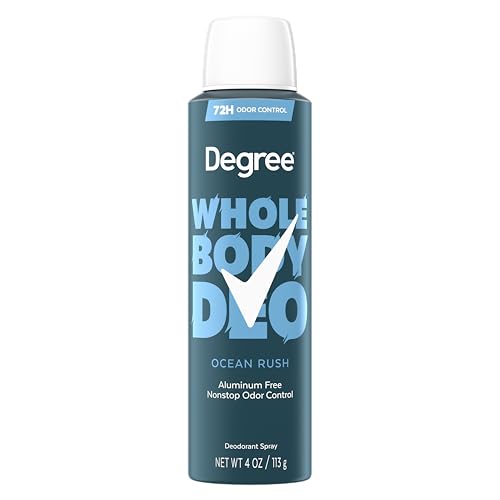 72H ODOR CONTROL
Degree
WHOLE
BODY
DEO
OCEAN RUSH
Aluminum Free
Nonstop Odor Control
Deodorant Spray
NET WT 4 OZ / 113 g